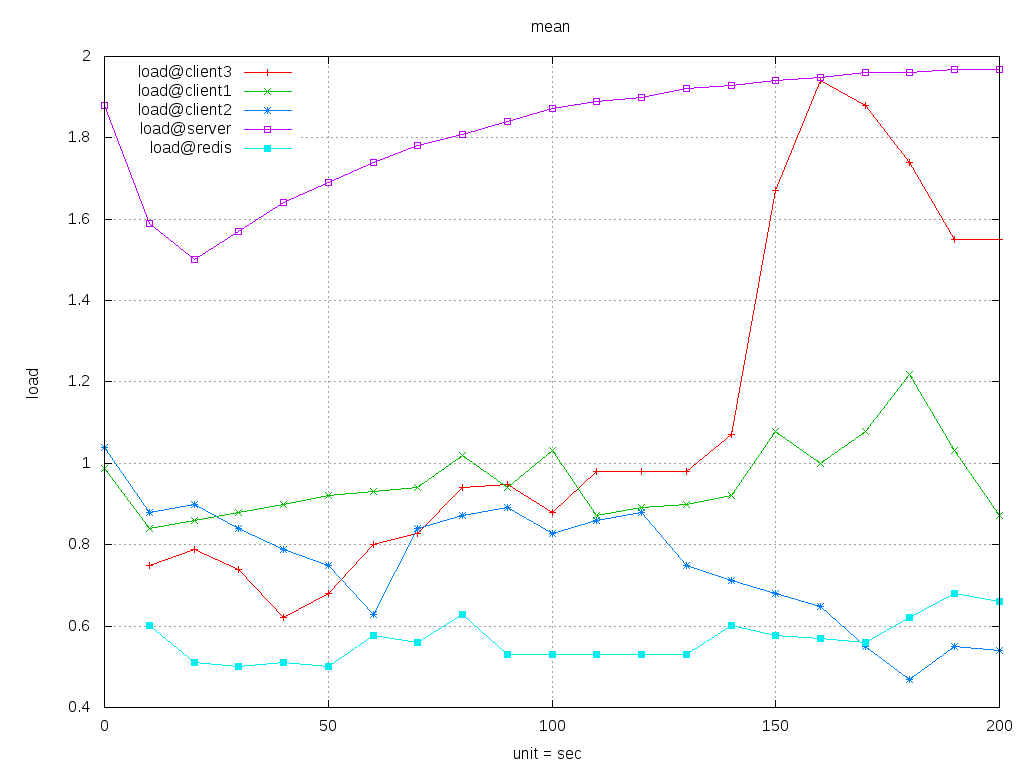 mean
load@client3
load@client1
load@client2
load@server
load@redis
2
1.8
1.6
1.4
1.2
1
0.8
0.6
0.4
load
0 50 100 150 200
unit = sec